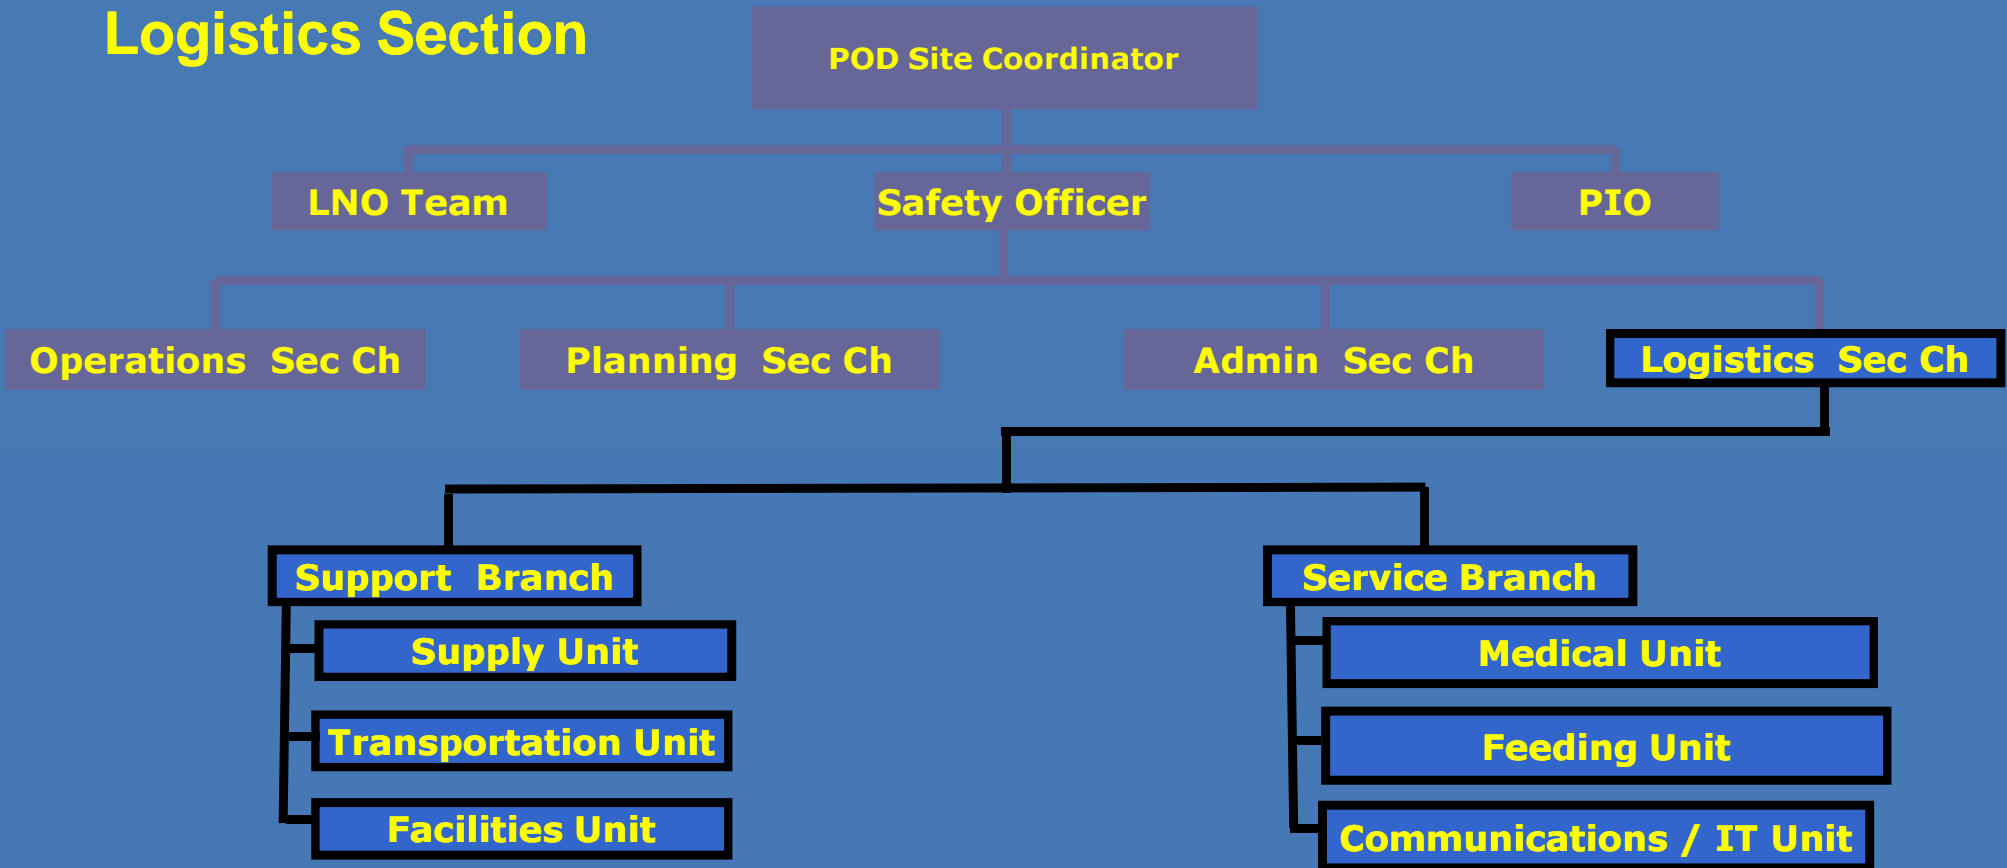 Logistics Section
POD Site Coordinator
LNO Team
Safety Officer
PIO
Operations  Sec Ch
Planning  Sec Ch
Admin  Sec Ch
Logistics  Sec Ch
Support  Branch
Supply Unit
Transportation Unit
Facilities Unit
Service Branch
Medical Unit
Feeding Unit
Communications / IT Unit